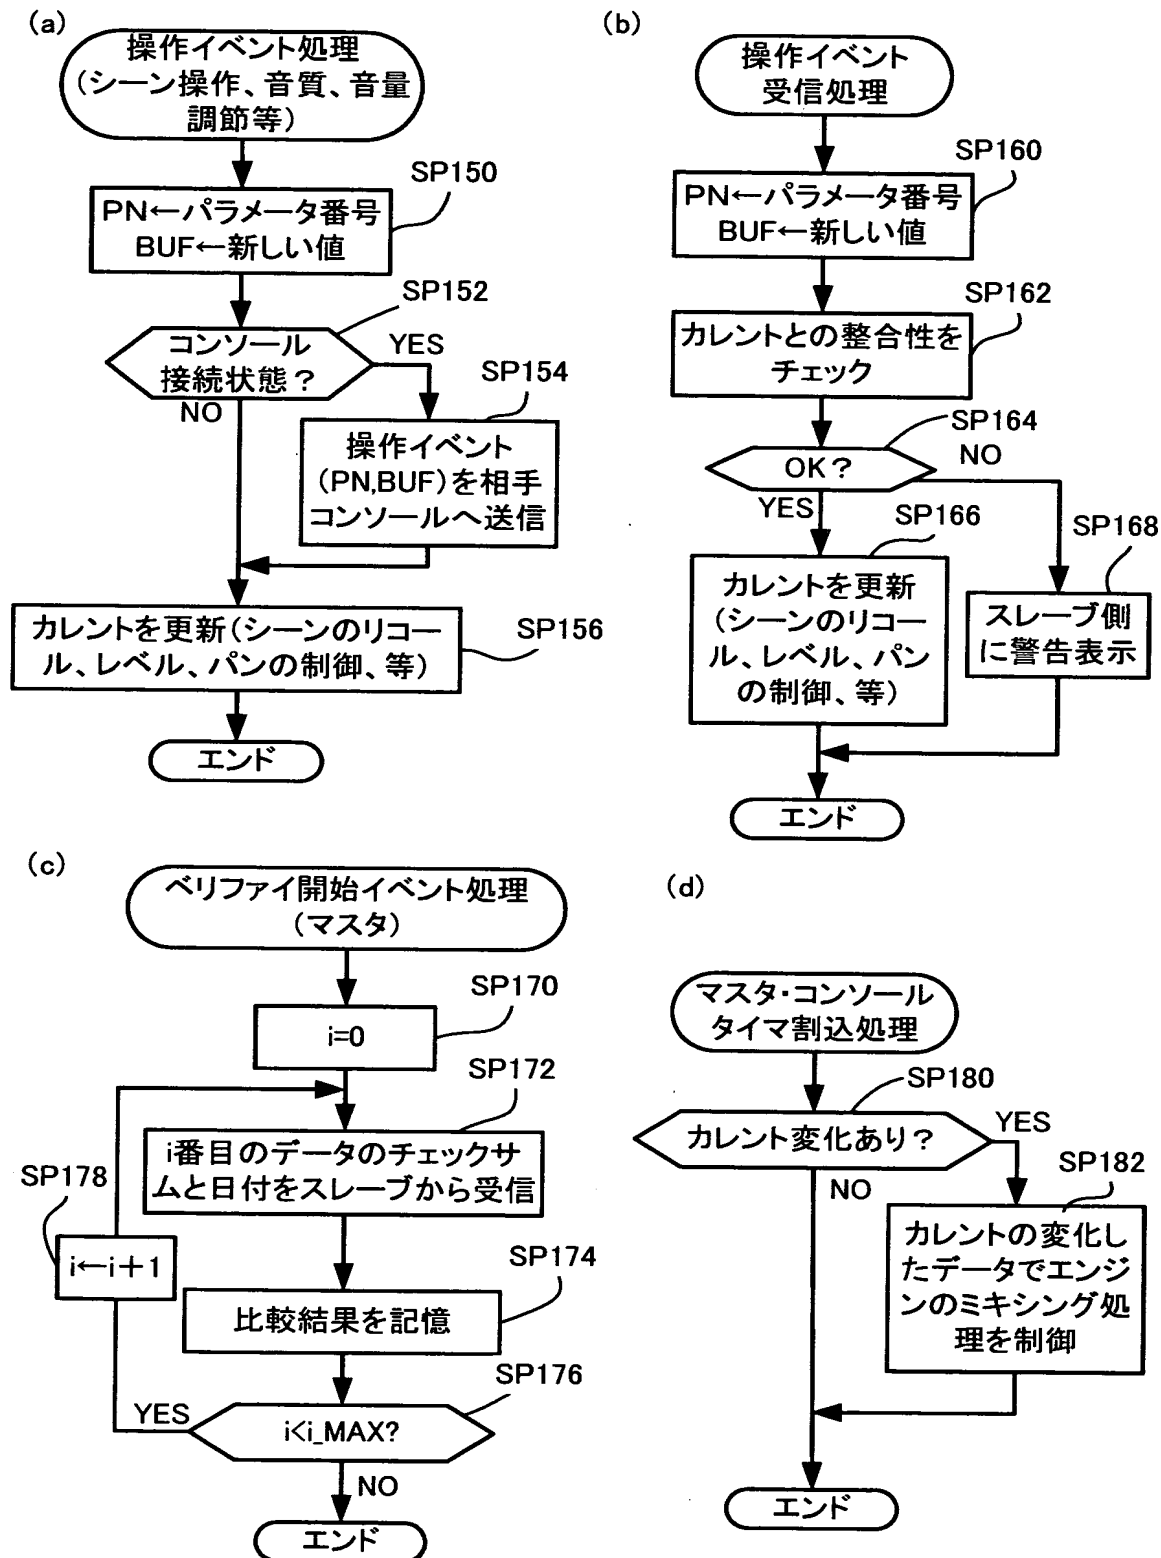 (a)
操作イベント処理
(シーン操作、音質、音量
調節等)
SP150
PN←パラメータ番号
BUF←新しい値
SP152
コンソール
接続状態?
YES
NO
SP154
操作イベント
(PN,BUF)を相手
コンソールへ送信
カレントを更新(シーンのリコー
ル、レベル、パンの制御、等)
SP156
エンド
(b)
操作イベント
受信処理
SP160
PN←パラメータ番号
BUF←新しい値
SP162
カレントとの整合性を
チェック
SP164
OK?
NO
YES
SP166
カレントを更新
(シーンのリコー
ル、レベル、パン
の制御、等)
SP168
スレーブ側
に警告表示
エンド
(c)
ベリファイ開始イベント処理
(マスタ)
SP170
i=0
SP172
i番目のデータのチェックサ
ムと日付をスレーブから受信
SP178
i←i+1
SP174
比較結果を記憶
SP176
YES
i<i_MAX?
NO
エンド
(d)
マスタ・コンソール
タイマ割込処理
SP180
カレント変化あり?
YES
NO
SP182
カレントの変化し
たデータでエンジ
ンのミキシング処
理を制御
エンド